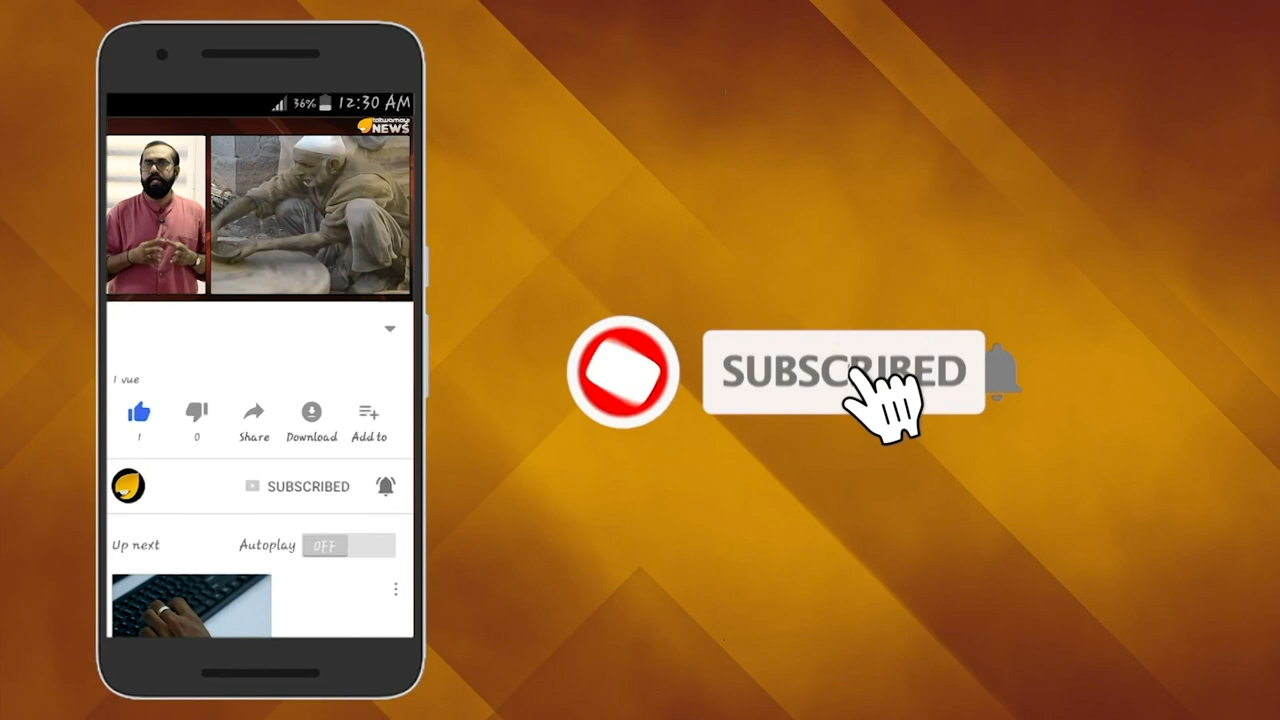 36% 12:30 AM
tatwamayi
NEWS
1 vue
1 0 Share Download Add to
SUBSCRIBED
Up next Autoplay OFF
SUBSCRIBED